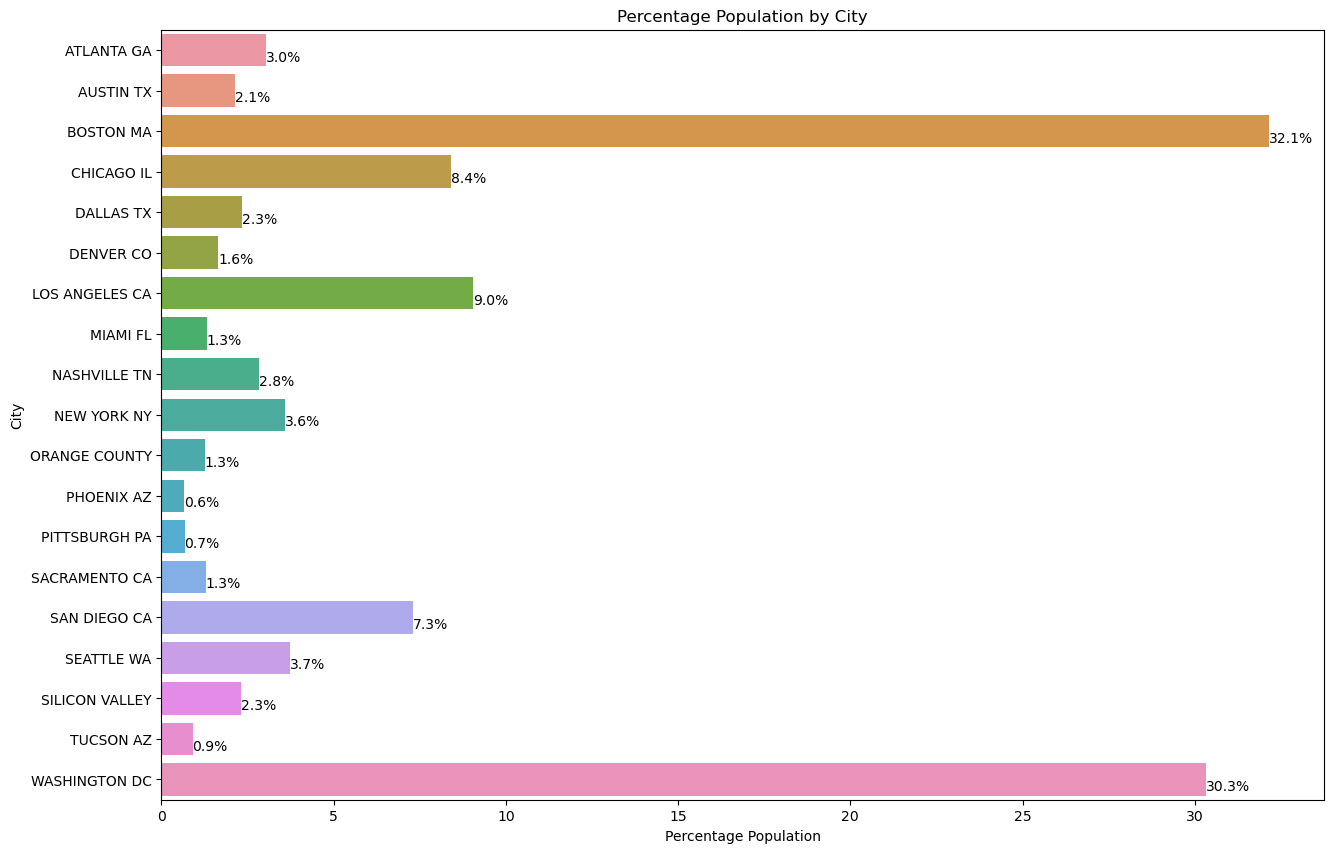 Percentage Population by City
ATLANTA GA 3.0%
AUSTIN TX 2.1%
BOSTON MA 32.1%
CHICAGO IL 8.4%
DALLAS TX 2.3%
DENVER CO 1.6%
LOS ANGELES CA 9.0%
MIAMI FL 1.3%
NASHVILLE TN 2.8%
NEW YORK NY 3.6%
ORANGE COUNTY 1.3%
PHOENIX AZ 0.6%
PITTSBURGH PA 0.7%
SACRAMENTO CA 1.3%
SAN DIEGO CA 7.3%
SEATTLE WA 3.7%
SILICON VALLEY 2.3%
TUCSON AZ 0.9%
WASHINGTON DC 30.3%
City
0 5 10 15 20 25 30
Percentage Population